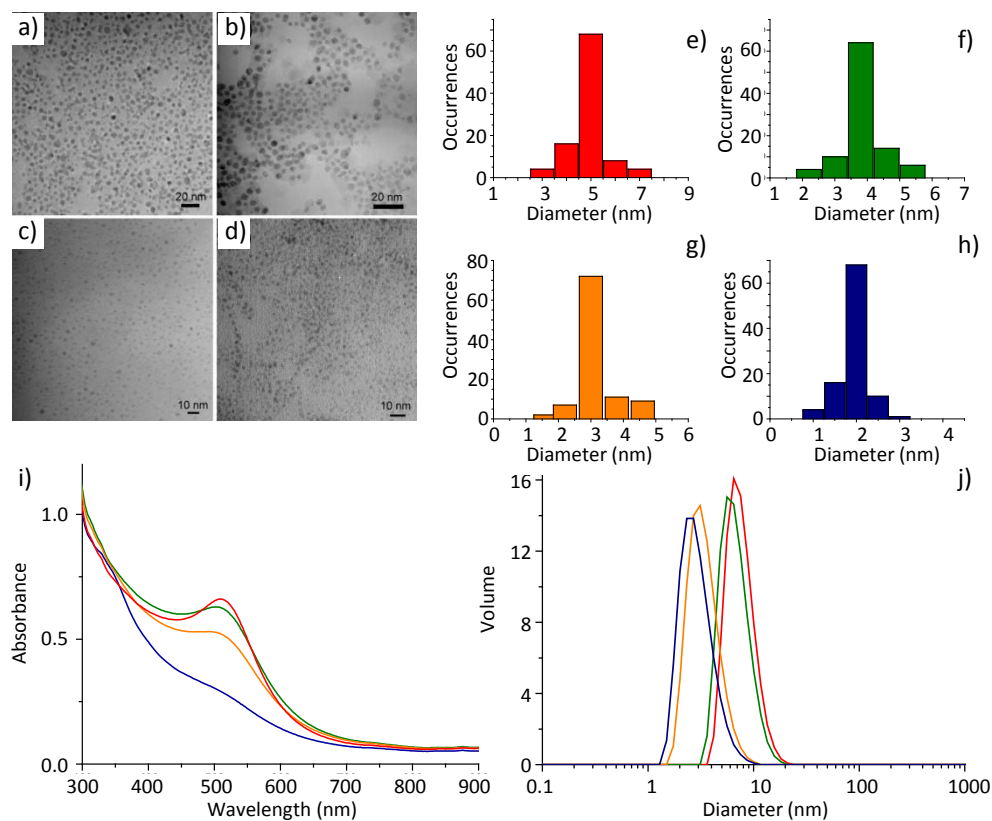 a)
b)
20 nm
20 nm
c)
d)
10 nm
10 nm
e)
Occurrences
60
40
20
0
1 3 5 7 9
Diameter (nm)
f)
Occurrences
60
40
20
0
1 2 3 4 5 6 7
Diameter (nm)
g)
Occurrences
80
60
40
20
0
0 1 2 3 4 5 6
Diameter (nm)
h)
Occurrences
60
40
20
0
0 1 2 3 4
Diameter (nm)
i)
Absorbance
1.0
0.5
0.0
400 500 600 700 800
Wavelength (nm)
j)
Volume
16
12
8
4
0
0.1 1 10 100 1000
Diameter (nm)